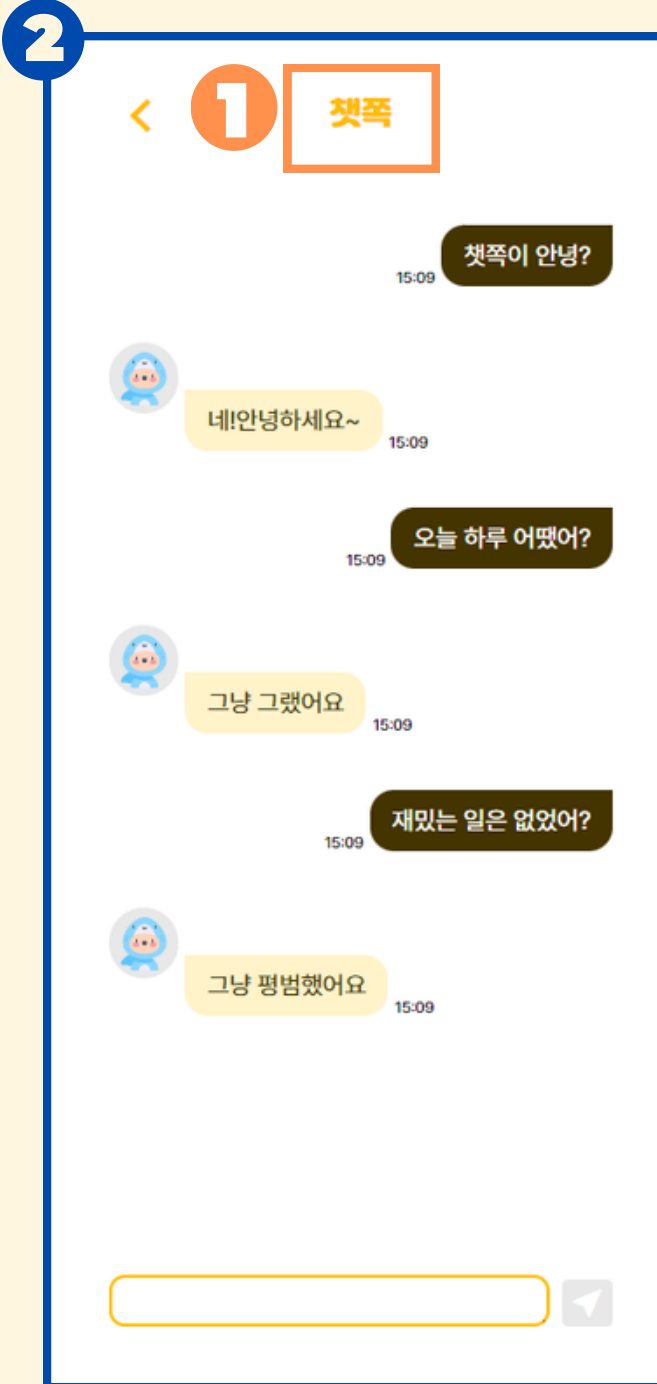 2
1
챗쪽
챗쪽이 안녕?
15:09
네!안녕하세요~
15:09
오늘 하루 어땠어?
15:09
그냥 그랬어요
15:09
재밌는 일은 없었어?
15:09
그냥 평범했어요
15:09